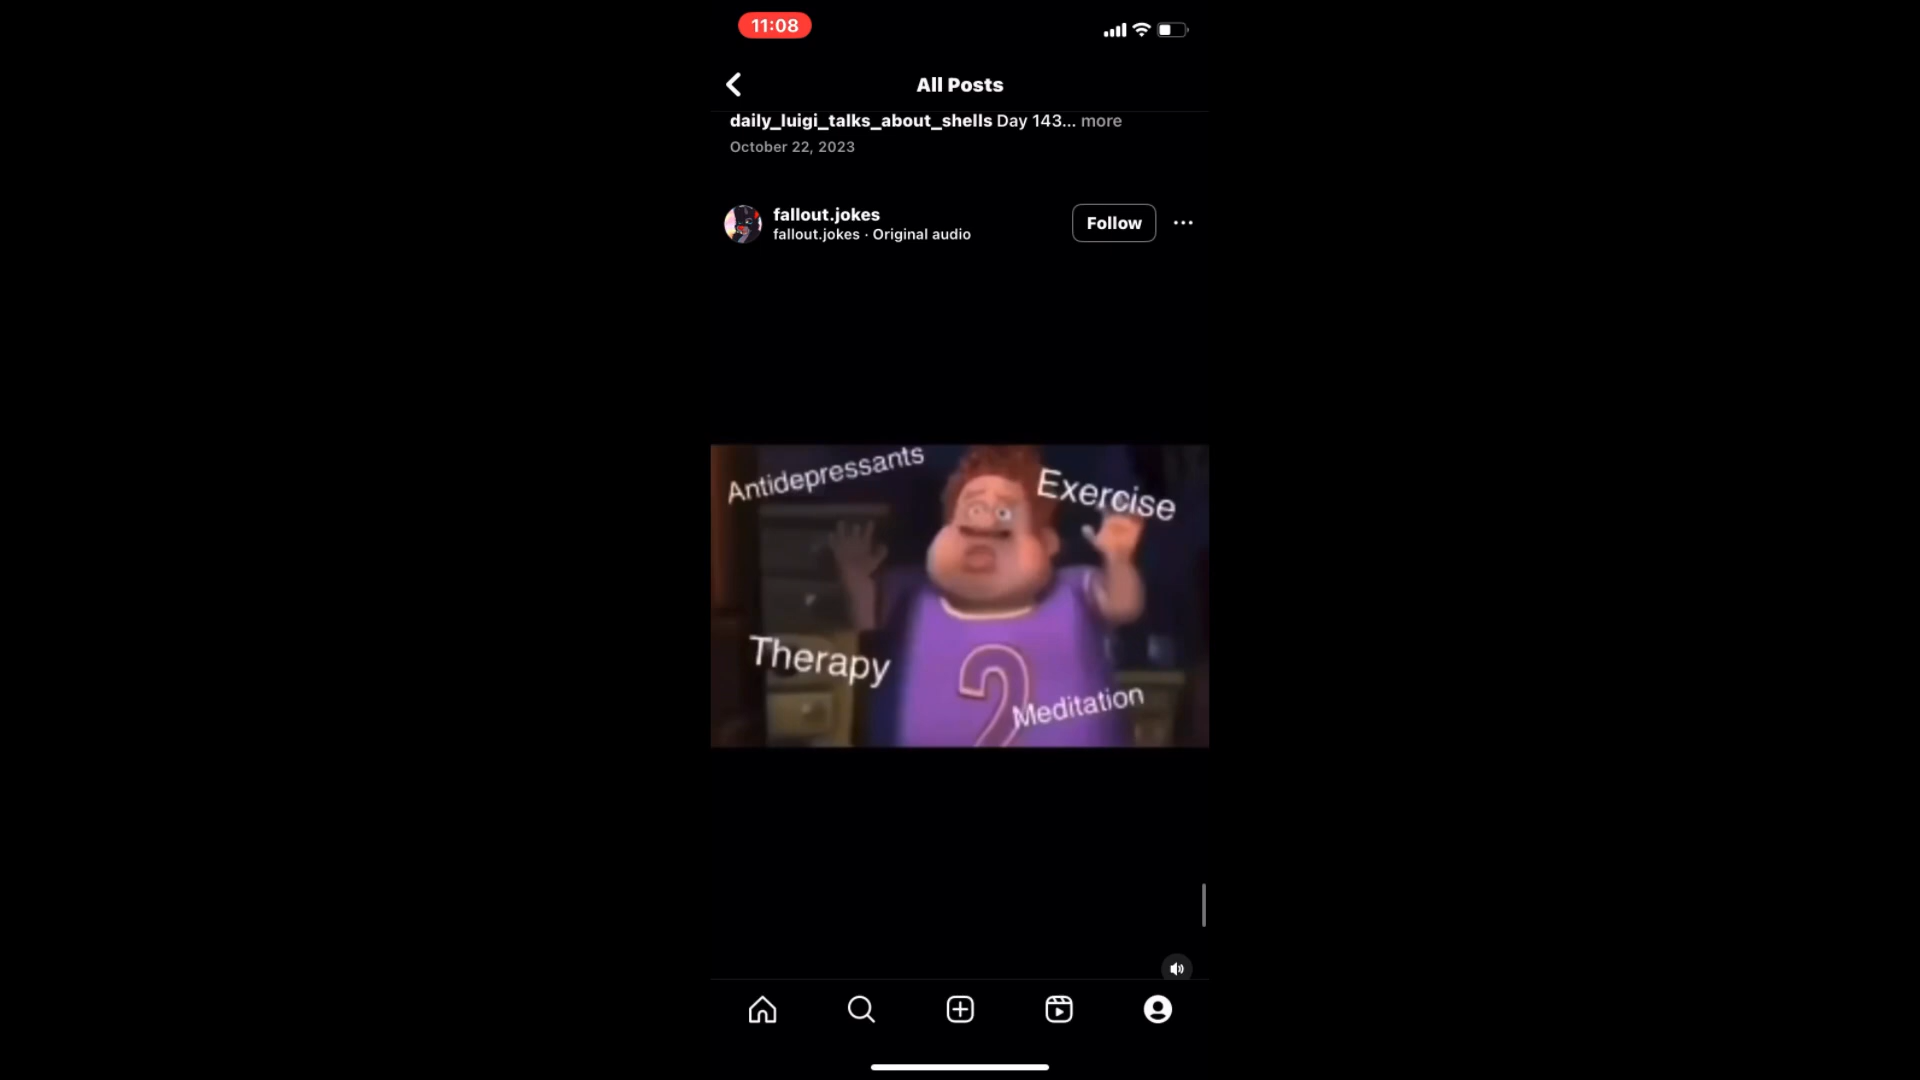 11:08
All Posts
daily_luigi_talks_about_shells Day 143... more
October 22, 2023
fallout.jokes
fallout.jokes · Original audio
Follow
Antidepressants
Exercise
Therapy
2
Meditation